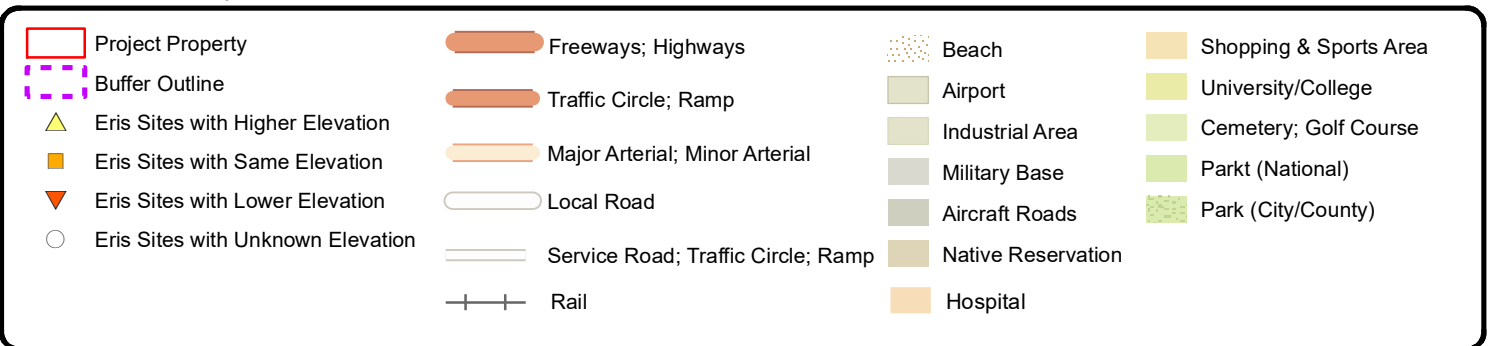 Project Property
Buffer Outline
Eris Sites with Higher Elevation
Eris Sites with Same Elevation
Eris Sites with Lower Elevation
Eris Sites with Unknown Elevation
Freeways; Highways
Traffic Circle; Ramp
Major Arterial; Minor Arterial
Local Road
Service Road; Traffic Circle; Ramp
Rail
Beach
Airport
Industrial Area
Military Base
Aircraft Roads
Native Reservation
Hospital
Shopping & Sports Area
University/College
Cemetery; Golf Course
Parkt (National)
Park (City/County)